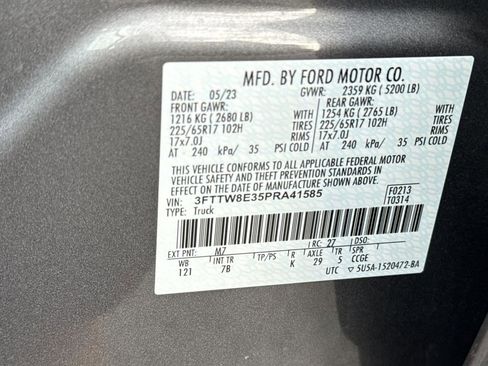 MFD. BY FORD MOTOR CO.
DATE: 05/23 GVWR: 2359 KG ( 5200 LB)
FRONT GAWR: REAR GAWR:
1216 KG ( 2680 LB) 1254 KG ( 2765 LB)
225/65R17 102H TIRES 225/65R17 102H TIRES
17x7.0J RIMS 17x7.0J RIMS
AT 240 kPa/ 35 PSI COLD AT 240 kPa/ 35 PSI COLD
THIS VEHICLE CONFORMS TO ALL APPLICABLE FEDERAL MOTOR
VEHICLE SAFETY AND THEFT PREVENTION STANDARDS IN EFFECT
ON THE DATE OF MANUFACTURE SHOWN ABOVE.
VIN: 3FTTW8E35PRA41585 F0213
TYPE: Truck T0314
EXT PNT: M7 RC: 27
WB INT TR TP/PS R AXLE TR SPR
121 7B K 29 5 CCGE
UTC ▽ 5U5A-1520472-BA